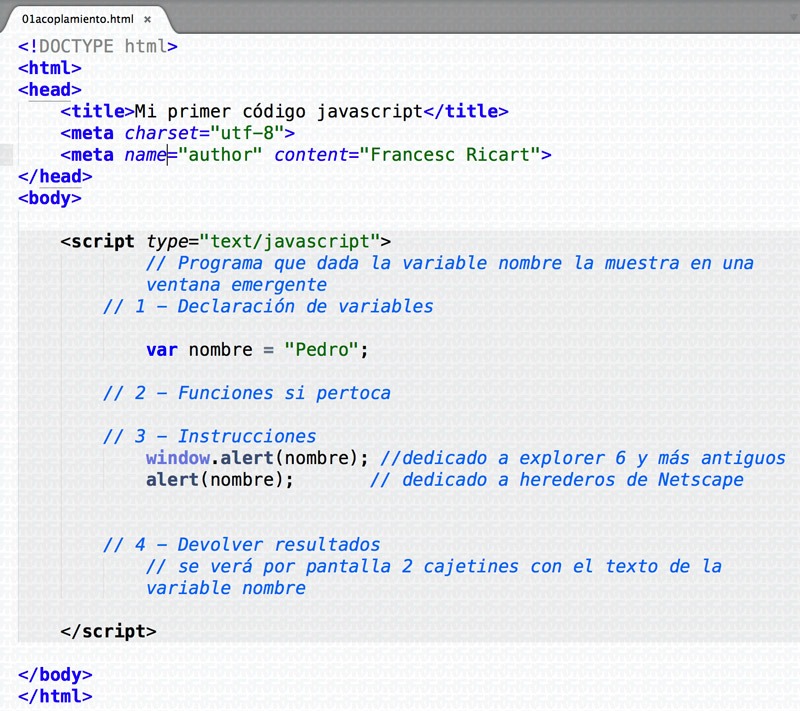 01acoplamiento.html ×
<!DOCTYPE html>
<html>
<head>
<title>Mi primer código javascript</title>
<meta charset="utf-8">
<meta name="author" content="Francesc Ricart">
</head>
<body>
<script type="text/javascript">
// Programa que dada la variable nombre la muestra en una
ventana emergente
// 1 – Declaración de variables
var nombre = "Pedro";
// 2 – Funciones si pertoca
// 3 – Instrucciones
window.alert(nombre); //dedicado a explorer 6 y más antiguos
alert(nombre); // dedicado a herederos de Netscape
// 4 – Devolver resultados
// se verá por pantalla 2 cajetines con el texto de la
variable nombre
</script>
</body>
</html>